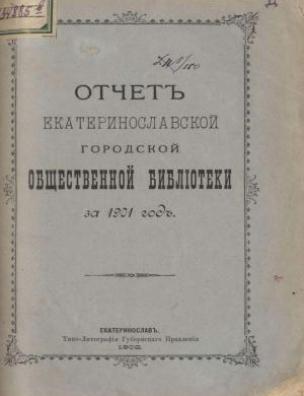 ОТЧЕТЪ
ЕКАТЕРИНОСЛАВСКОЙ
ГОРОДСКОЙ
ОБЩЕСТВЕННОЙ БИБЛІОТЕКИ
за 1901 годъ.
ЕКАТЕРИНОСЛАВЪ.
Типо-Литографія Губернскаго Правленія
1902.